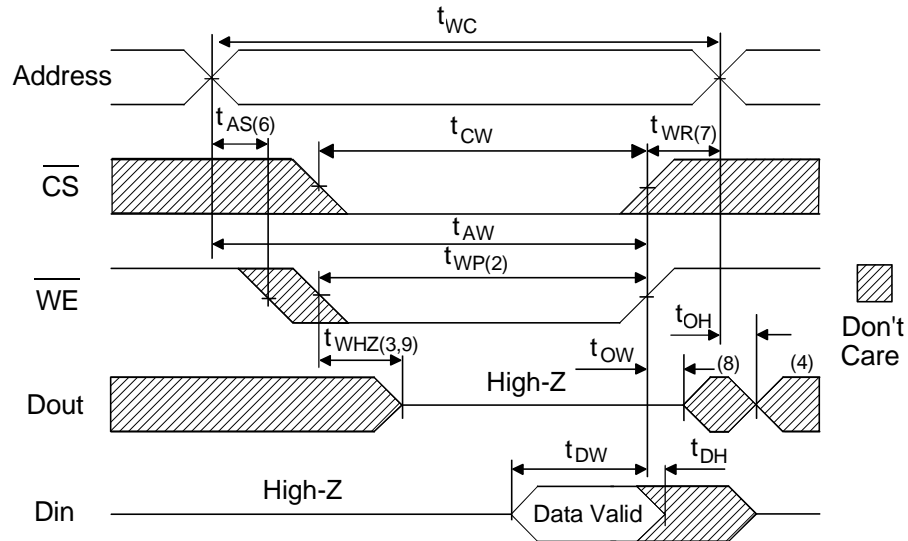 tWC
Address
tAS(6)
tCW
tWR(7)
CS
tAW
tWP(2)
WE
tWHZ(3,9)
tOH
tOW
Don't
Care
High-Z
(8)
(4)
Dout
tDW
tDH
High-Z
Din
Data Valid